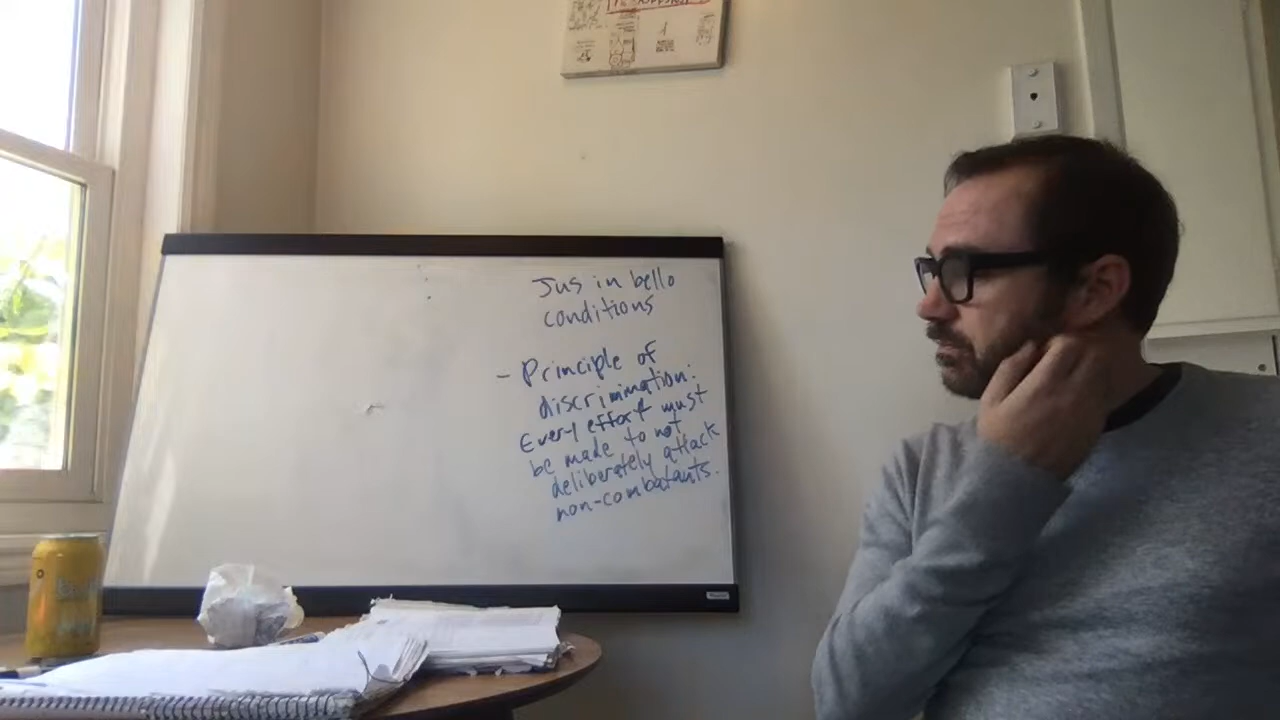 Jus in bello
conditions
- Principle of
discrimination:
Every effort must
be made to not
deliberately attack
non-combatants.